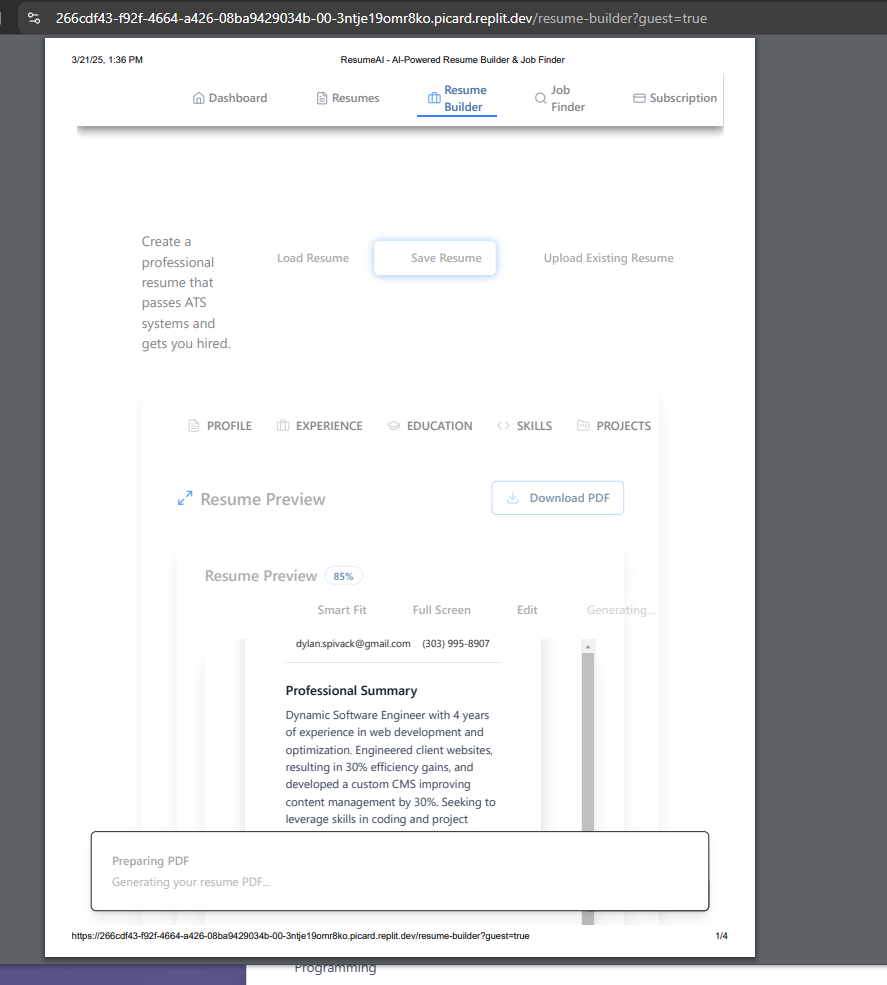 266cdf43-f92f-4664-a426-08ba9429034b-00-3ntje19omr8ko.picard.replit.dev/resume-builder?guest=true
3/21/25, 1:36 PM
ResumeAI - AI-Powered Resume Builder & Job Finder
Dashboard
Resumes
Resume
Builder
Job
Finder
Subscription
Create a
professional
resume that
passes ATS
systems and
gets you hired.
Load Resume
Save Resume
Upload Existing Resume
PROFILE
EXPERIENCE
EDUCATION
SKILLS
PROJECTS
Resume Preview
Download PDF
Resume Preview
85%
Smart Fit
Full Screen
Edit
Generating...
dylan.spivack@gmail.com (303) 995-8907
Professional Summary
Dynamic Software Engineer with 4 years
of experience in web development and
optimization. Engineered client websites,
resulting in 30% efficiency gains, and
developed a custom CMS improving
content management by 30%. Seeking to
leverage skills in coding and project
Preparing PDF
Generating your resume PDF...
https://266cdf43-f92f-4664-a426-08ba9429034b-00-3ntje19omr8ko.picard.replit.dev/resume-builder?guest=true
1/4
Programming